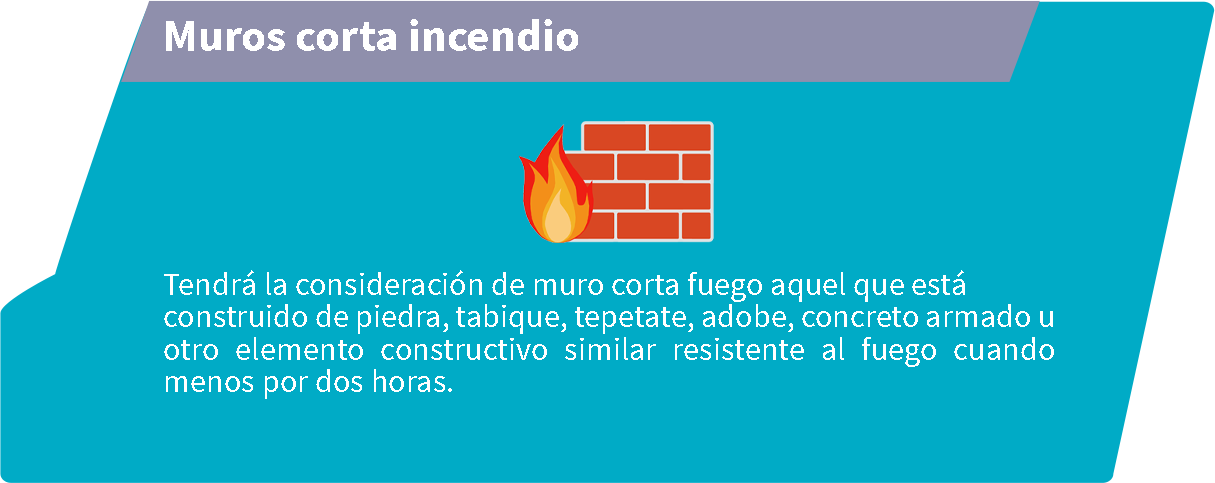 Muros corta incendio
Tendrá la consideración de muro corta fuego aquel que está
construido de piedra, tabique, tepetate, adobe, concreto armado u
otro elemento constructivo similar resistente al fuego cuando
menos por dos horas.